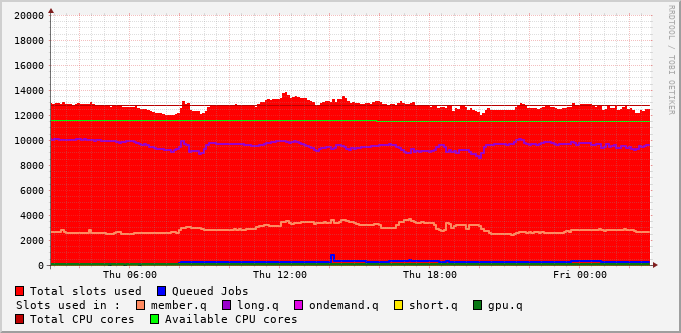 20000
18000
16000
14000
12000
10000
8000
6000
4000
2000
0
Thu 06:00 Thu 12:00 Thu 18:00 Fri 00:00
RRDTOOL / TOBI OETIKER
Total slots used Queued Jobs
Slots used in : member.q long.q ondemand.q short.q gpu.q
Total CPU cores Available CPU cores